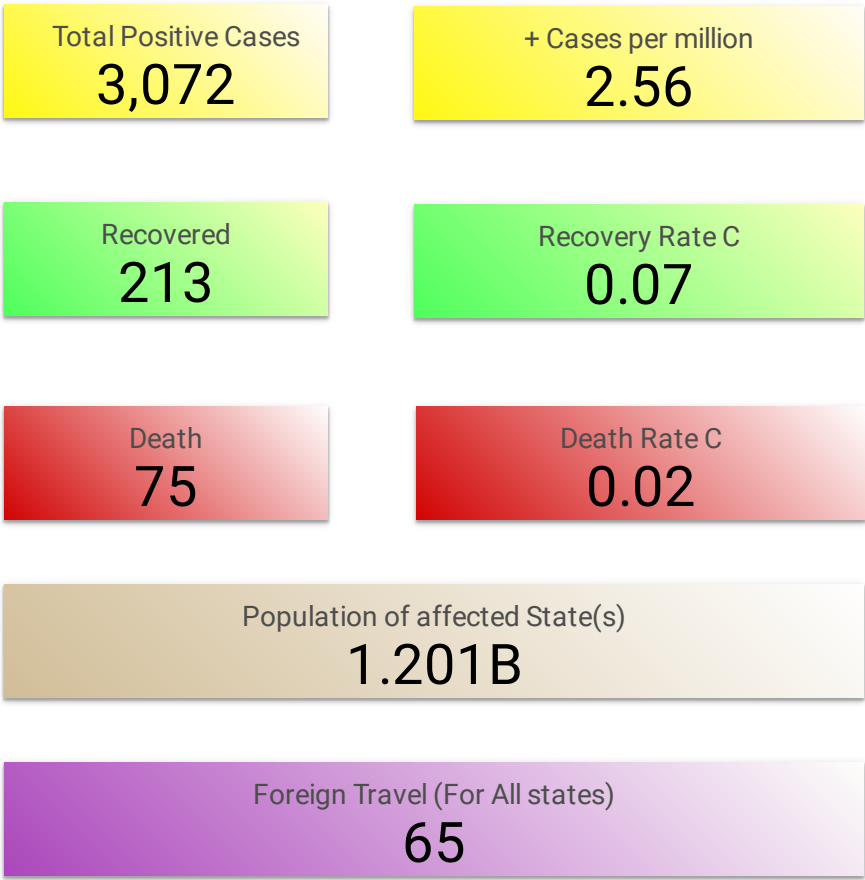 Total Positive Cases
3,072
+ Cases per million
2.56
Recovered
213
Recovery Rate C
0.07
Death
75
Death Rate C
0.02
Population of affected State(s)
1.201B
Foreign Travel (For All states)
65